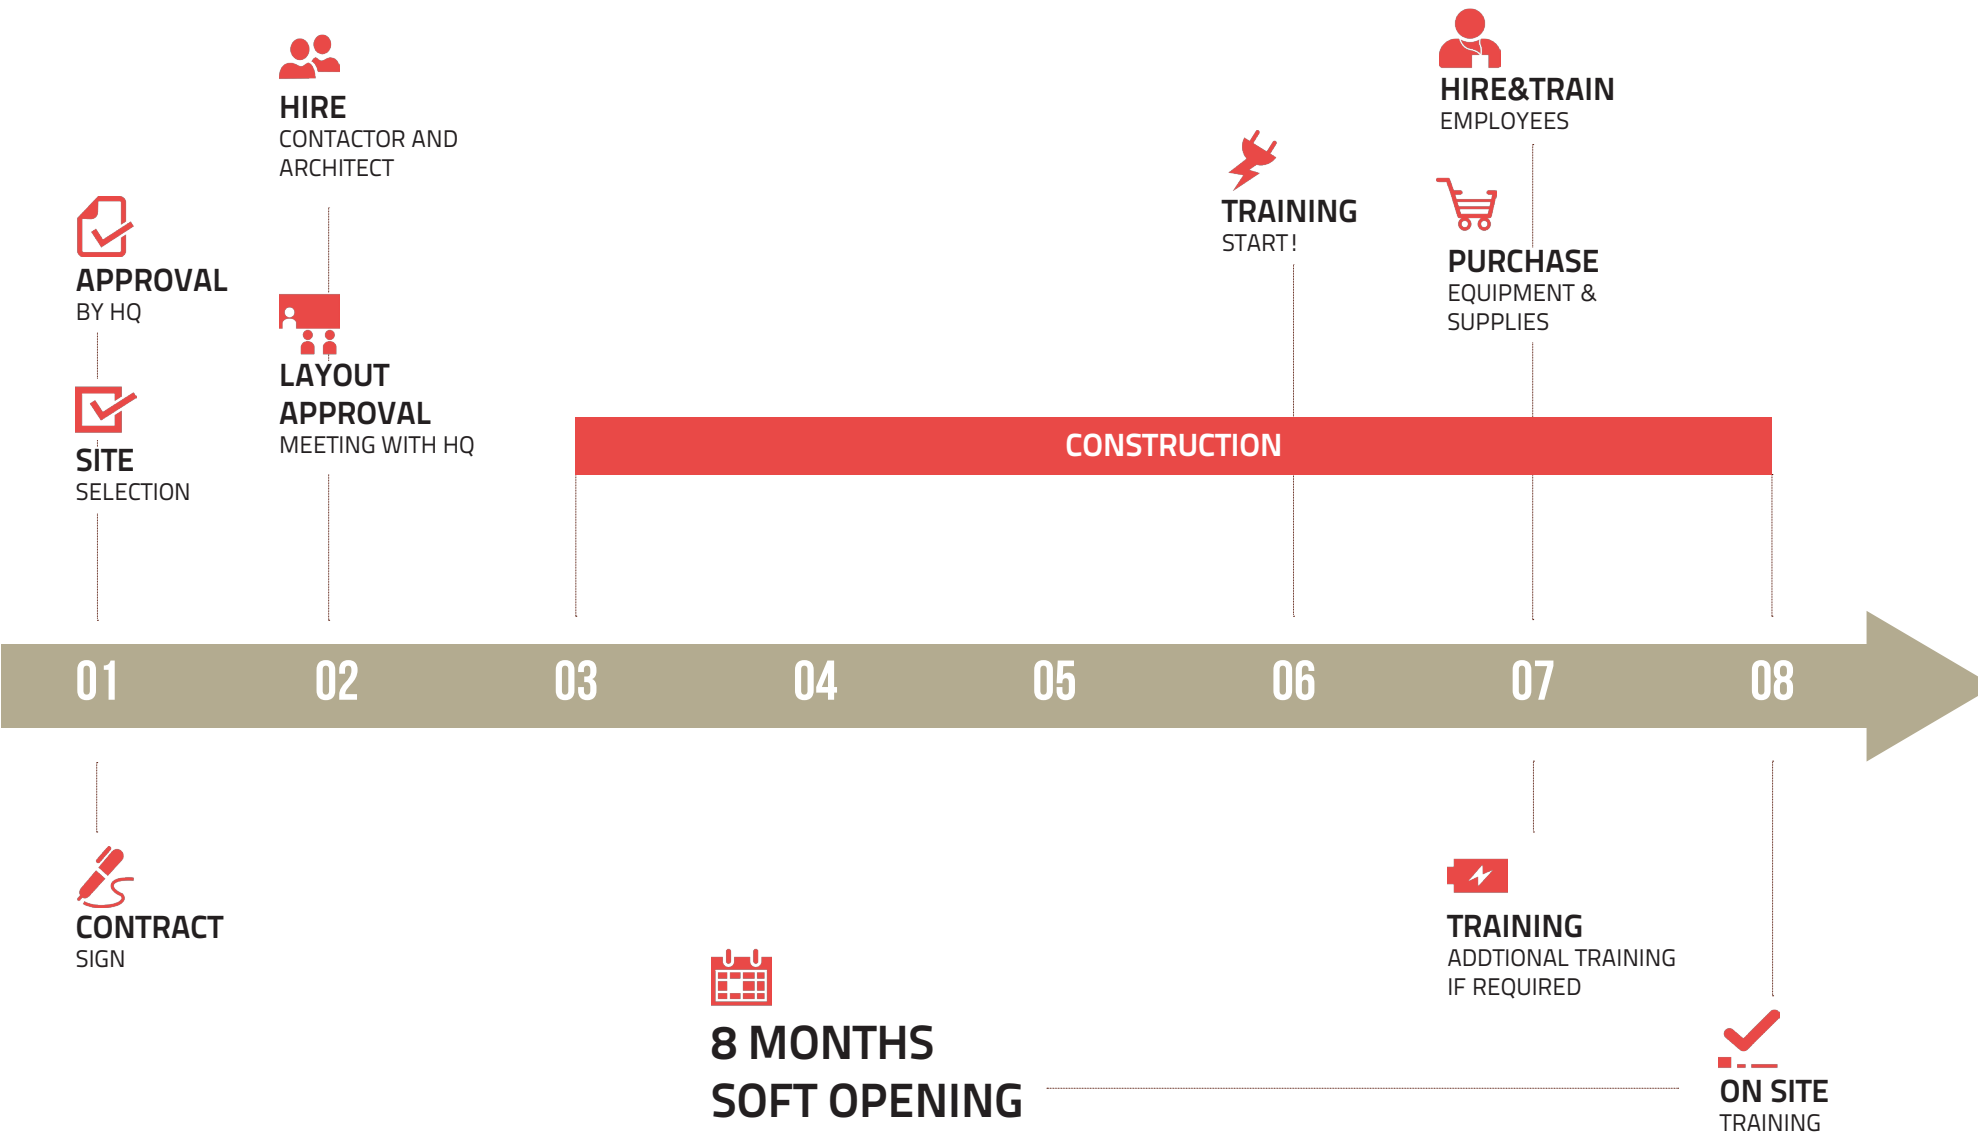 HIRE
CONTACTOR AND
ARCHITECT
APPROVAL
BY HQ
SITE
SELECTION
LAYOUT
APPROVAL
MEETING WITH HQ
TRAINING
START!
HIRE&TRAIN
EMPLOYEES
PURCHASE
EQUIPMENT &
SUPPLIES
CONSTRUCTION
01 02 03 04 05 06 07 08
CONTRACT
SIGN
8 MONTHS
SOFT OPENING
TRAINING
ADDTIONAL TRAINING
IF REQUIRED
ON SITE
TRAINING